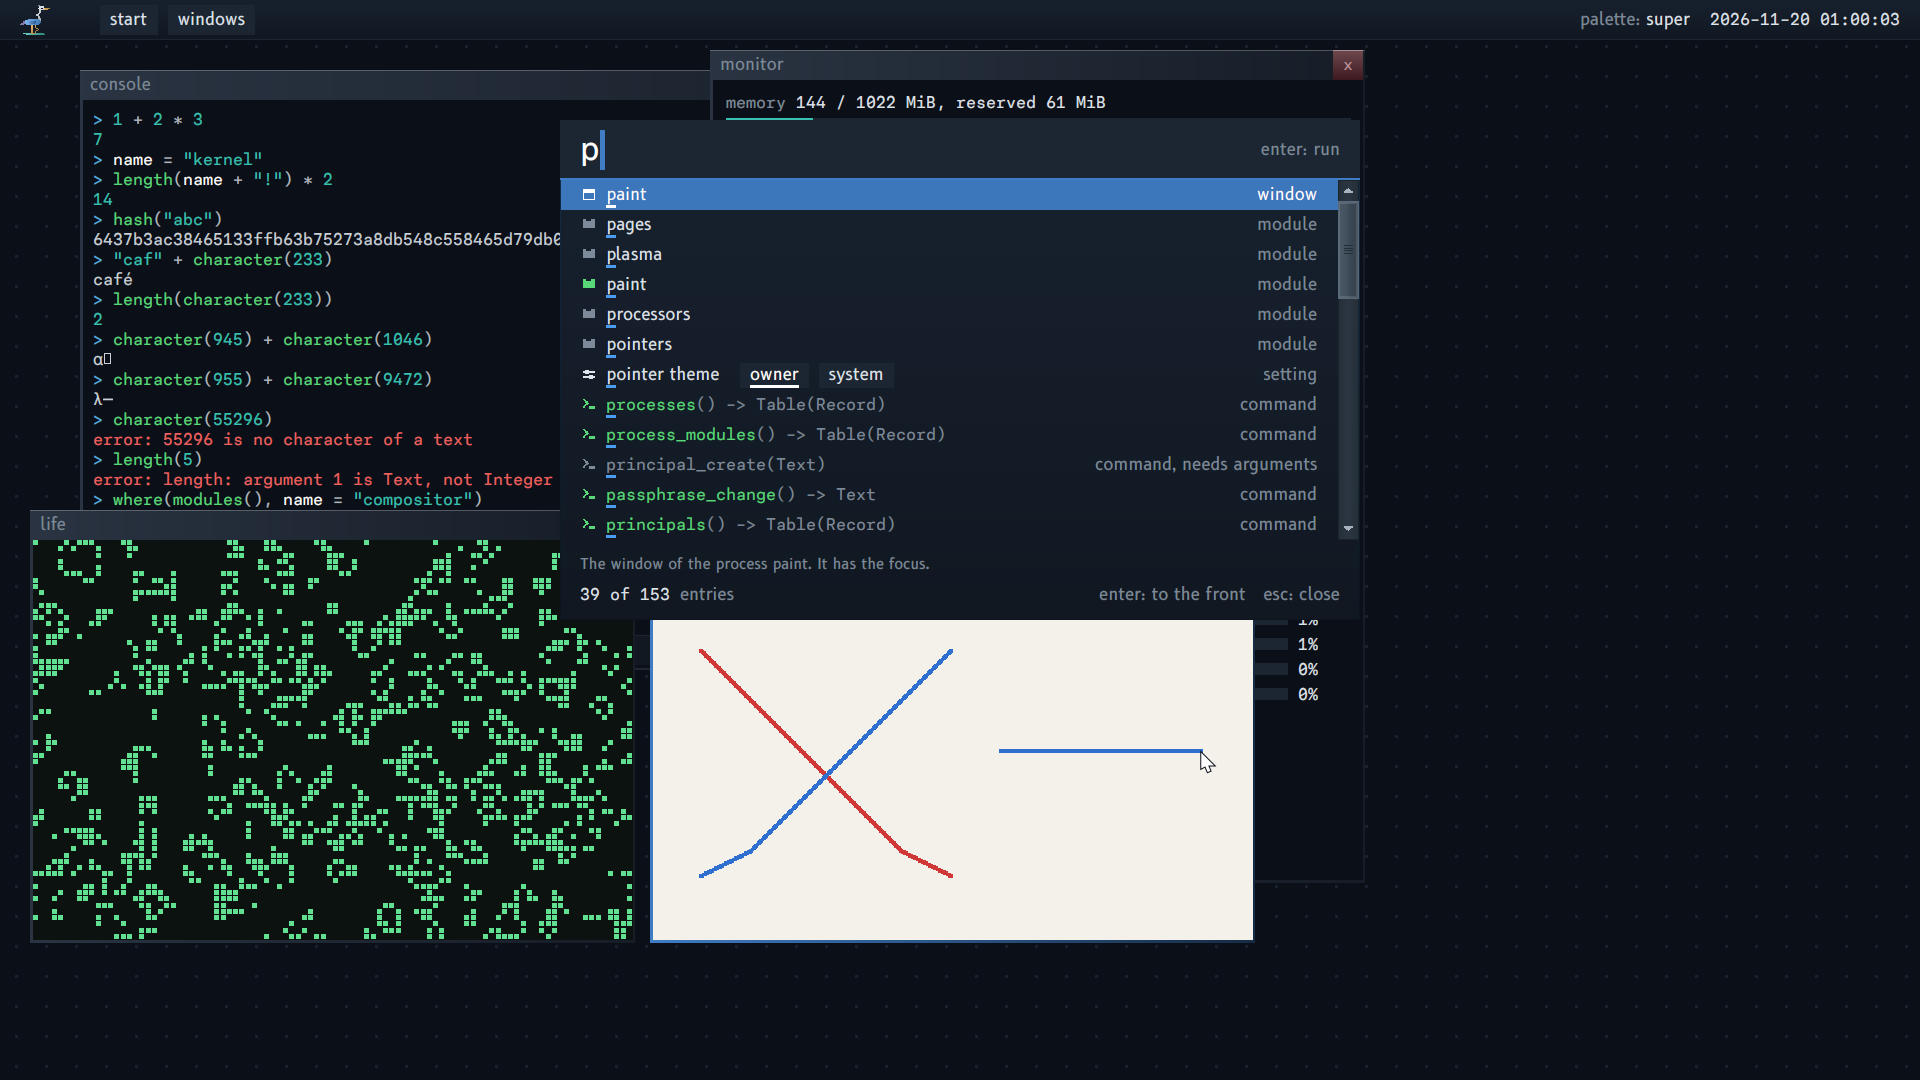 start windows palette: super 2026-11-20 01:00:03
console
> 1 + 2 * 3
7
> name = "kernel"
> length(name + "!") * 2
14
> hash("abc")
6437b3ac38465133ffb63b75273a8db548c558465d79db0
> "caf" + character(233)
café
> length(character(233))
2
> character(945) + character(1046)
α
> character(955) + character(9472)
λ─
> character(55296)
error: 55296 is no character of a text
> length(5)
error: length: argument 1 is Text, not Integer
> where(modules(), name = "compositor")
monitor x
memory 144 / 1022 MiB, reserved 61 MiB
p enter: run
paint window
pages module
plasma module
paint module
processors module
pointers module
pointer theme owner system setting
processes() -> Table(Record) command
process_modules() -> Table(Record) command
principal_create(Text) command, needs arguments
passphrase_change() -> Text command
principals() -> Table(Record) command
The window of the process paint. It has the focus.
39 of 153 entries enter: to the front esc: close
life
1%
0%
0%